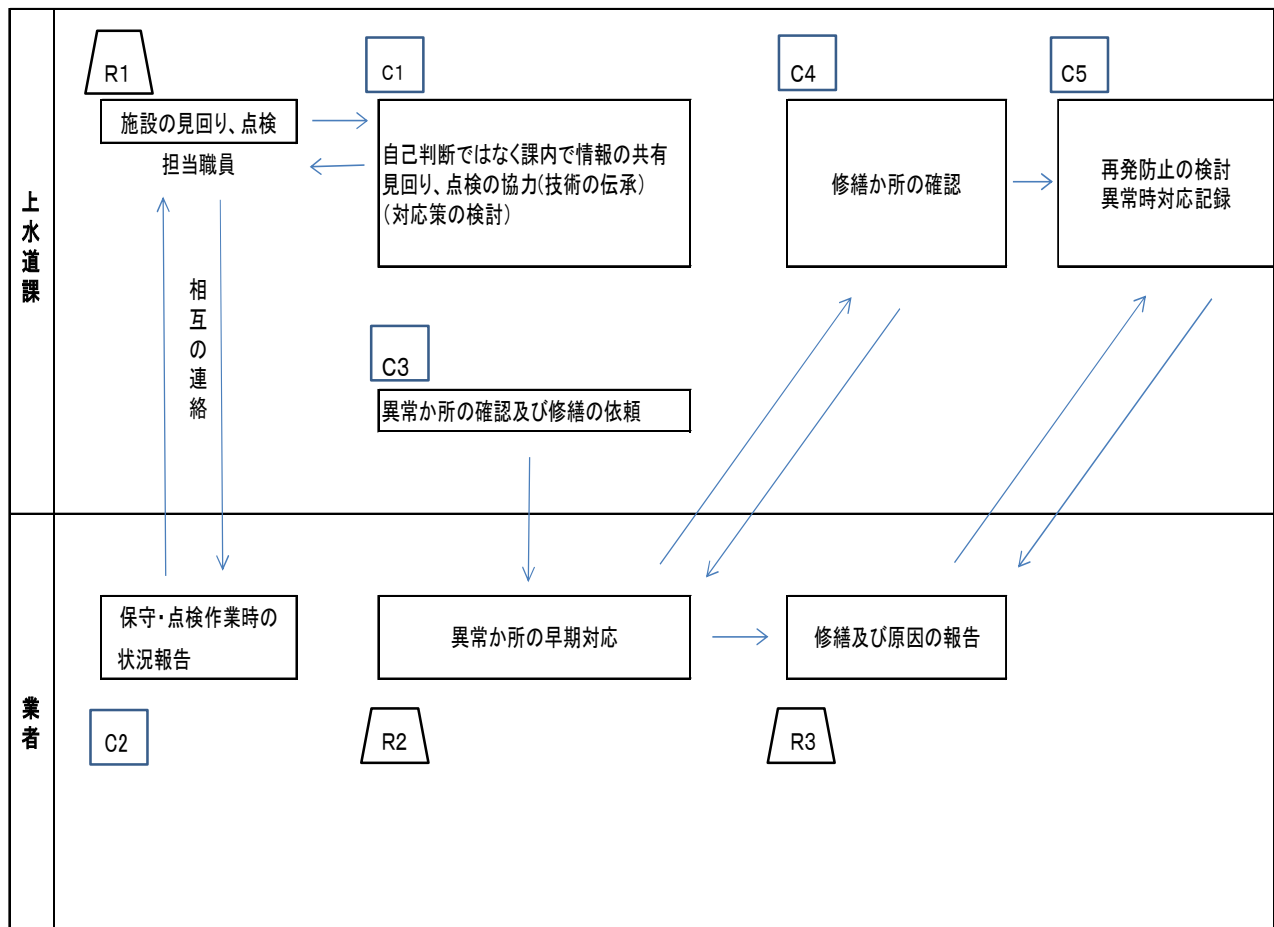 R1
C1
C4
C5
施設の見回り、点検
担当職員
自己判断ではなく課内で情報の共有
見回り、点検の協力(技術の伝承)
(対応策の検討)
修繕か所の確認
再発防止の検討
異常時対応記録
上水道課
相互の連絡
C3
異常か所の確認及び修繕の依頼
保守・点検作業時の
状況報告
異常か所の早期対応
修繕及び原因の報告
業者
C2
R2
R3